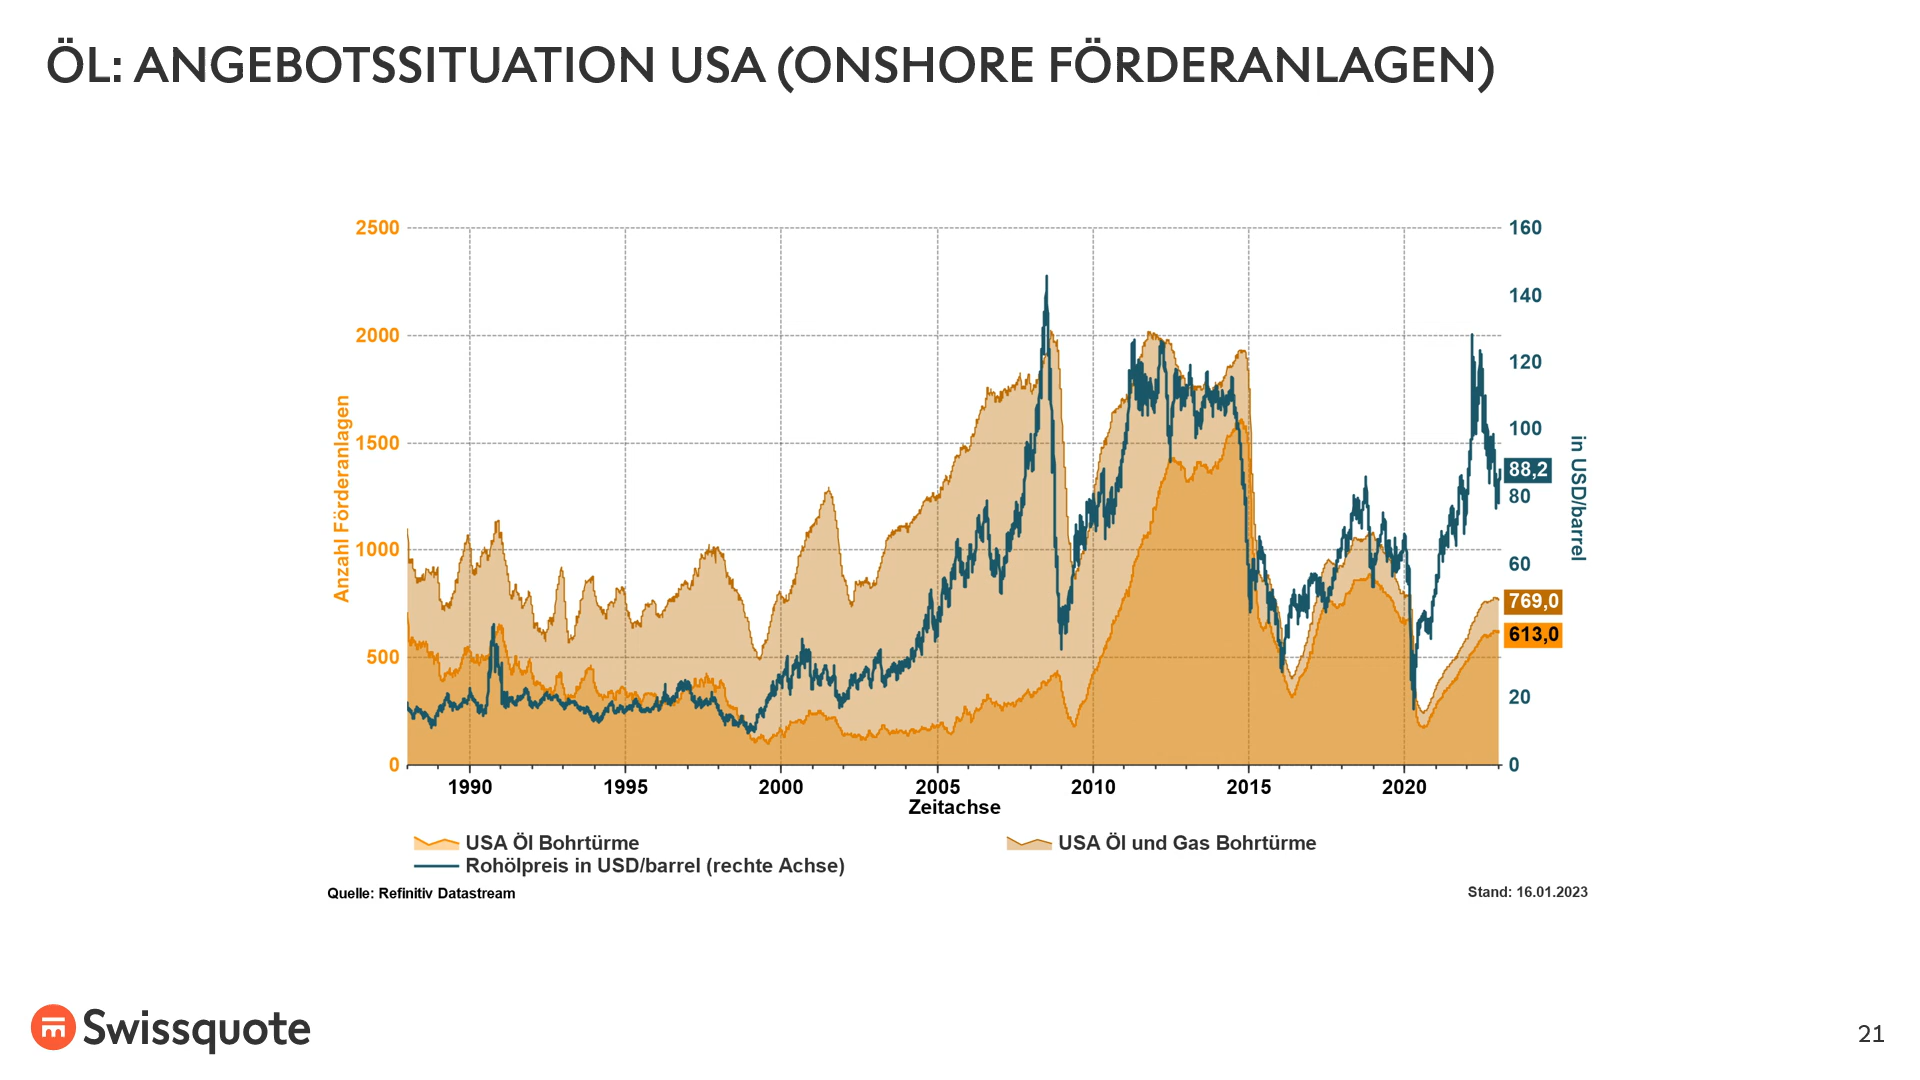 ÖL: ANGEBOTSSITUATION USA (ONSHORE FÖRDERANLAGEN)
2500
2000
1500
1000
500
0
Anzahl Förderanlagen
160
140
120
100
88,2
80
60
769,0
613,0
20
0
in USD/barrel
1990 1995 2000 2005 2010 2015 2020
Zeitachse
USA Öl Bohrtürme
USA Öl und Gas Bohrtürme
Rohölpreis in USD/barrel (rechte Achse)
Quelle: Refinitiv Datastream
Stand: 16.01.2023
Swissquote
21